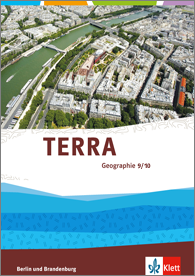 TERRA
Geographie 9/10
Berlin und Brandenburg
Klett